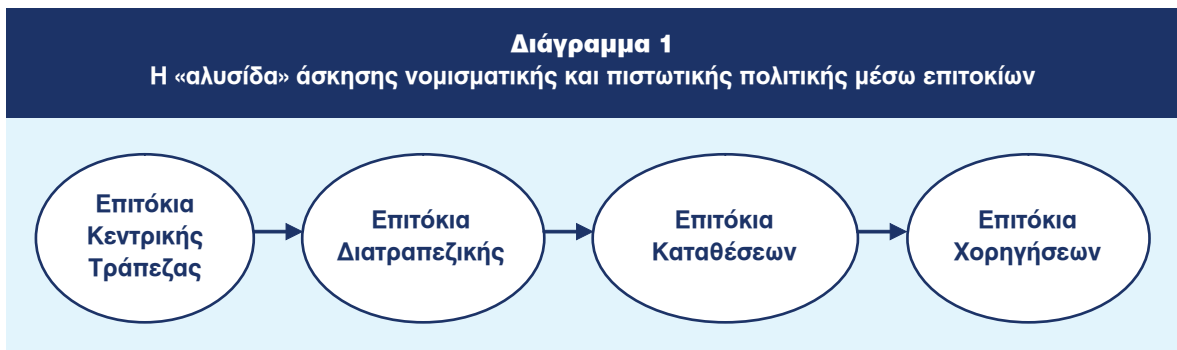 Διάγραμμα 1
Η «αλυσίδα» άσκησης νομισματικής και πιστωτικής πολιτικής μέσω επιτοκίων
Επιτόκια
Κεντρικής
Τράπεζας
Επιτόκια
Διατραπεζικής
Επιτόκια
Καταθέσεων
Επιτόκια
Χορηγήσεων